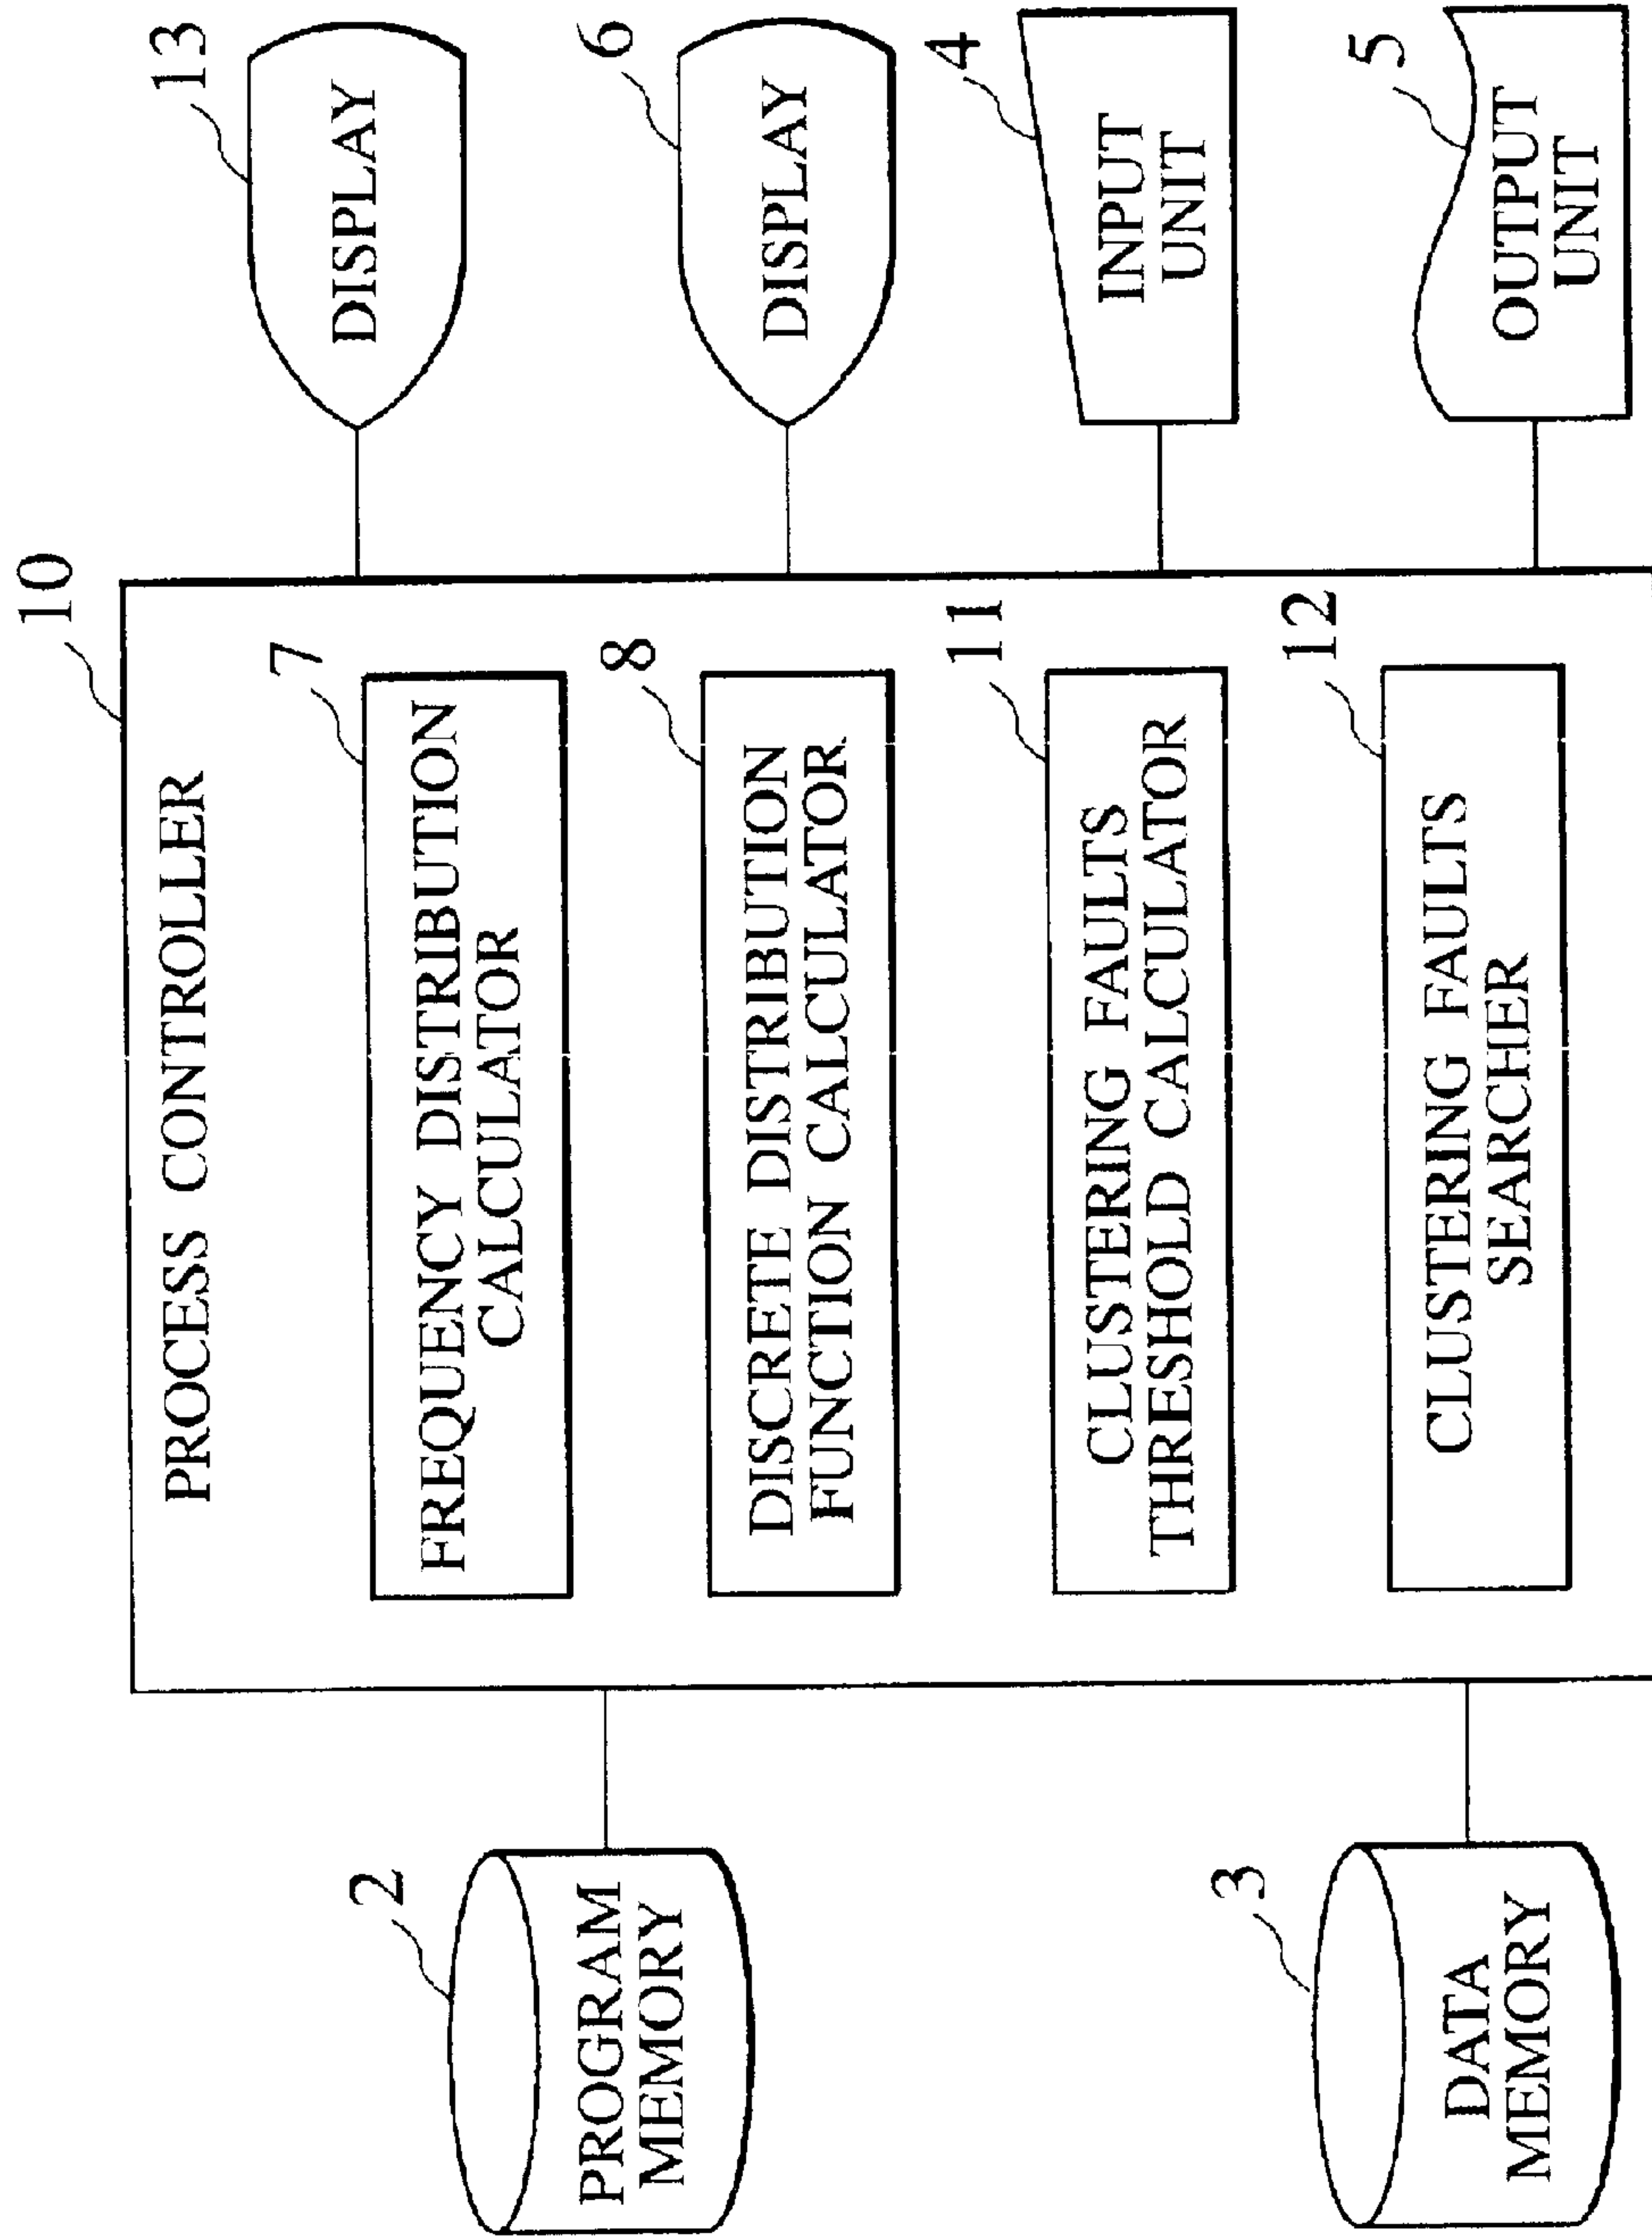 10
PROCESS CONTROLLER
2
PROGRAM
MEMORY
3
DATA
MEMORY
7
FREQUENCY DISTRIBUTION
CALCULATOR
8
DISCRETE DISTRIBUTION
FUNCTION CALCULATOR
11
CLUSTERING FAULTS
THRESHOLD CALCULATOR
12
CLUSTERING FAULTS
SEARCHER
13
DISPLAY
6
DISPLAY
4
INPUT
UNIT
5
OUTPUT
UNIT